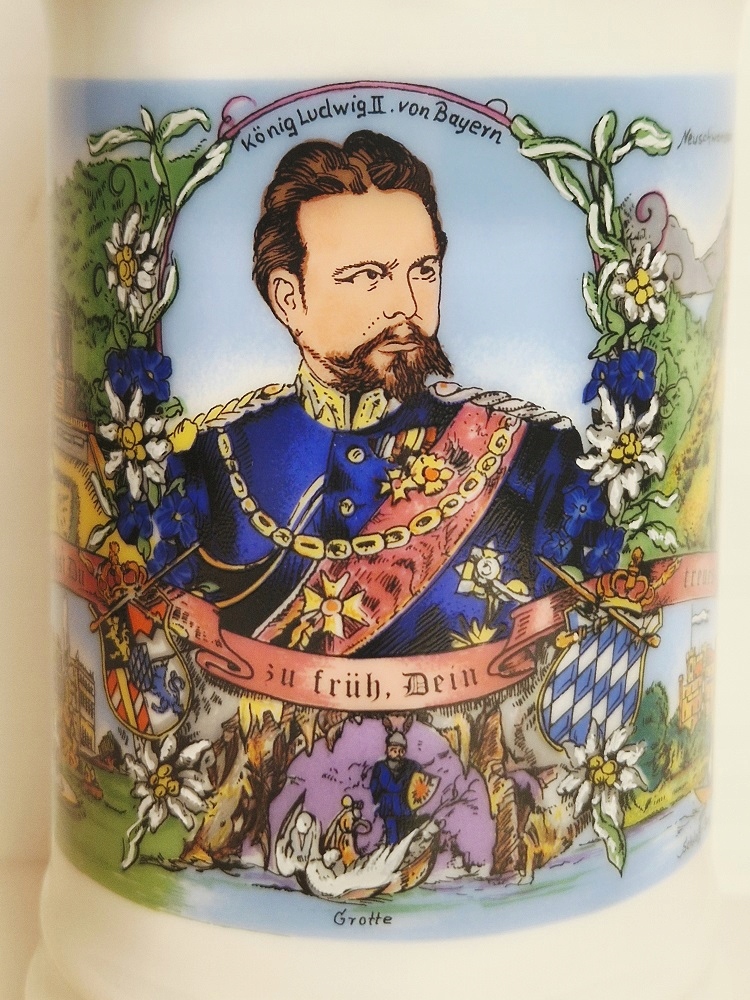 König Ludwig II. von Bayern
zu früh, Dein
Grotte